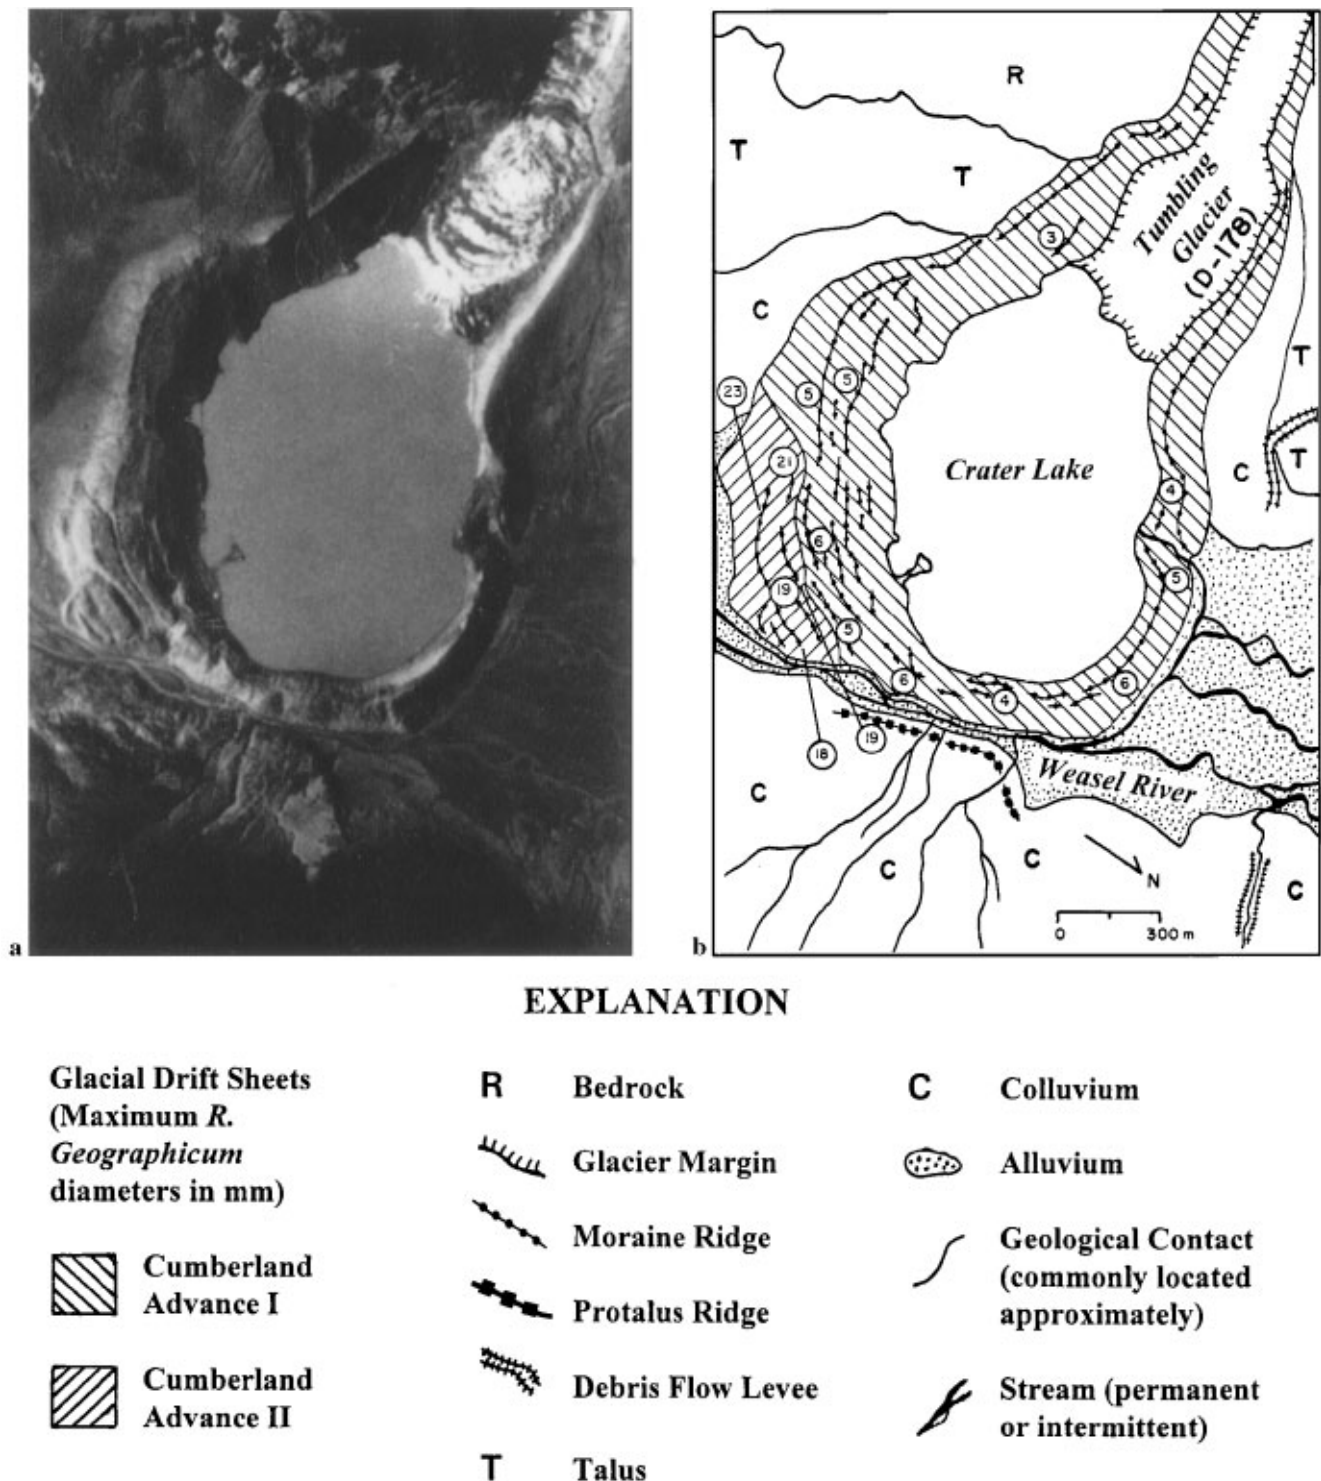 a
b
R
T
T
Tumbling
Glacier
(D-178)
3
C
5
5
23
21
Crater Lake
T
T
C
4
6
5
19
5
6
4
6
18
19
Weasel River
C
C
C
C
N
0 300 m
EXPLANATION
Glacial Drift Sheets
(Maximum R.
Geographicum
diameters in mm)
Cumberland
Advance I
Cumberland
Advance II
R Bedrock
Glacier Margin
Moraine Ridge
Protalus Ridge
Debris Flow Levee
T Talus
C Colluvium
Alluvium
Geological Contact
(commonly located
approximately)
Stream (permanent
or intermittent)